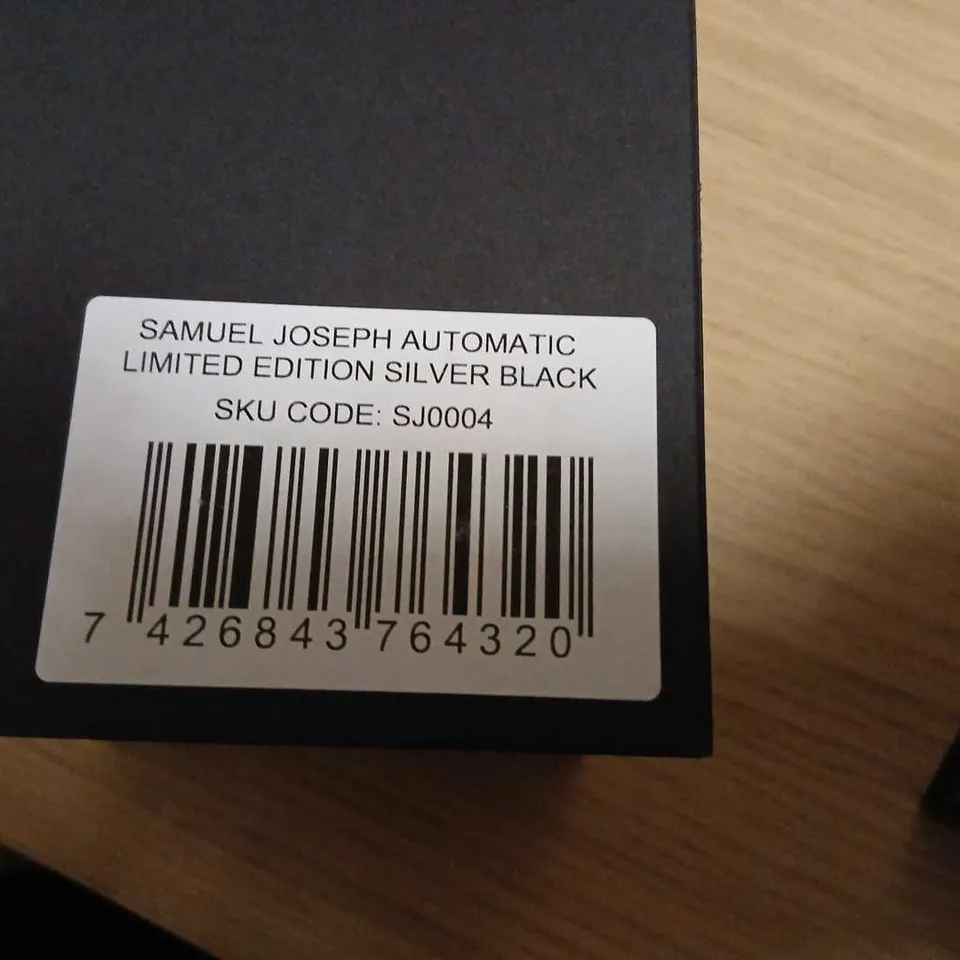 SAMUEL JOSEPH AUTOMATIC
LIMITED EDITION SILVER BLACK
SKU CODE: SJ0004
7 426843 764320